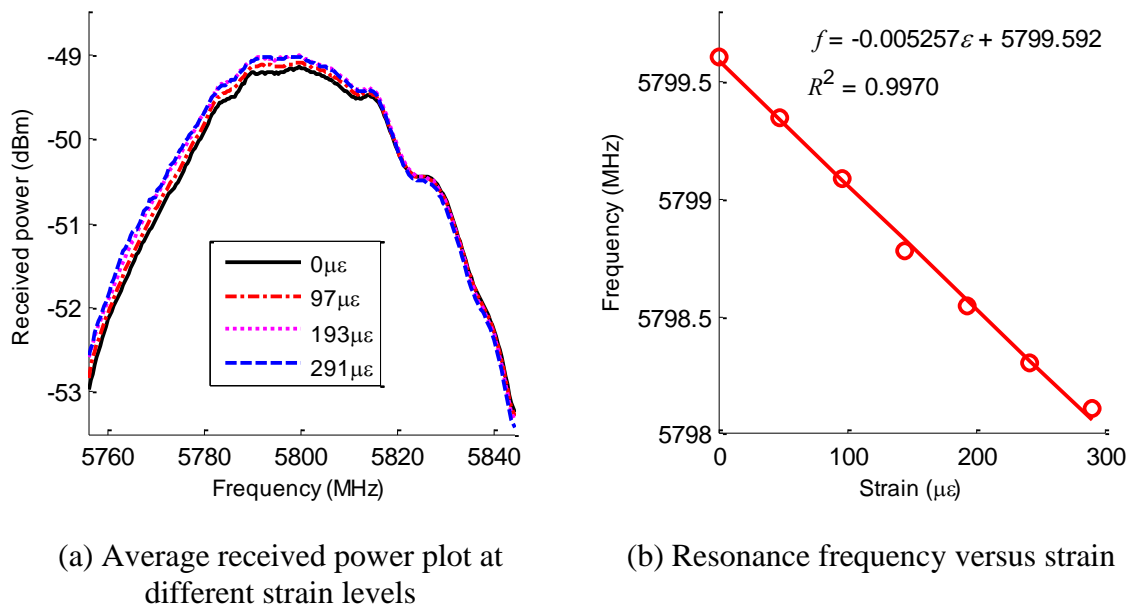 -49
-50
-51
-52
-53
Received power (dBm)
0με
97με
193με
291με
5760 5780 5800 5820 5840
Frequency (MHz)
f = -0.005257ε + 5799.592
R² = 0.9970
5799.5
5799
5798.5
5798
Frequency (MHz)
0 100 200 300
Strain (με)
(a) Average received power plot at
different strain levels
(b) Resonance frequency versus strain